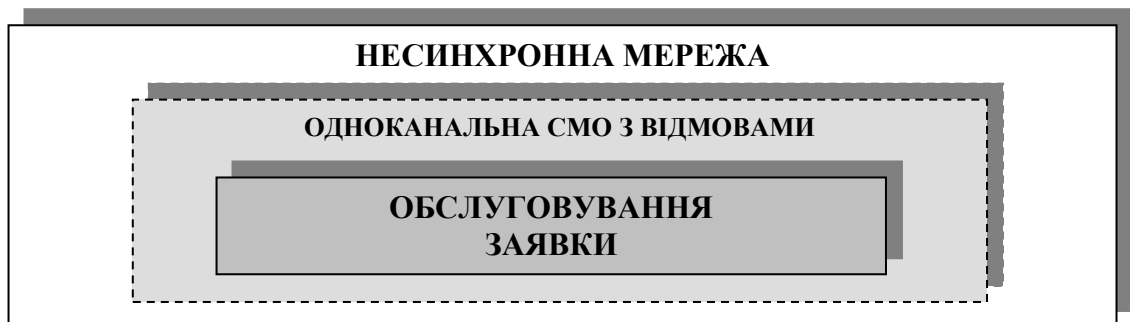 НЕСИНХРОННА МЕРЕЖА
ОДНОКАНАЛЬНА СМО З ВІДМОВАМИ
ОБСЛУГОВУВАННЯ
ЗАЯВКИ